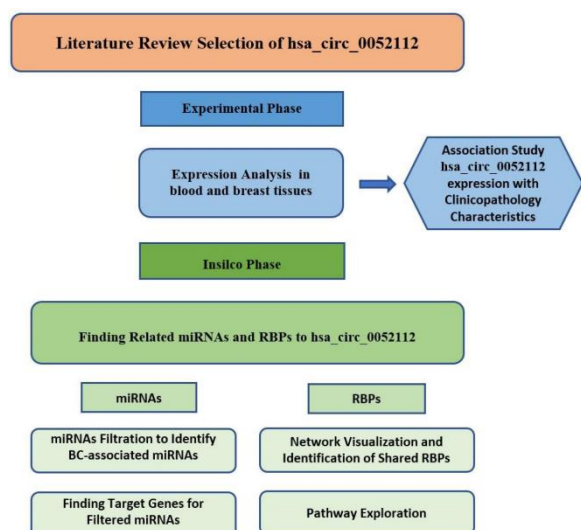 Literature Review Selection of hsa_circ_0052112
Experimental Phase
Expression Analysis in
blood and breast tissues
Association Study
hsa_circ_0052112
expression with
Clinicopathology
Characteristics
Insilco Phase
Finding Related miRNAs and RBPs to hsa_circ_0052112
miRNAs
RBPs
miRNAs Filtration to Identify
BC-associated miRNAs
Network Visualization and
Identification of Shared RBPs
Finding Target Genes for
Filtered miRNAs
Pathway Exploration